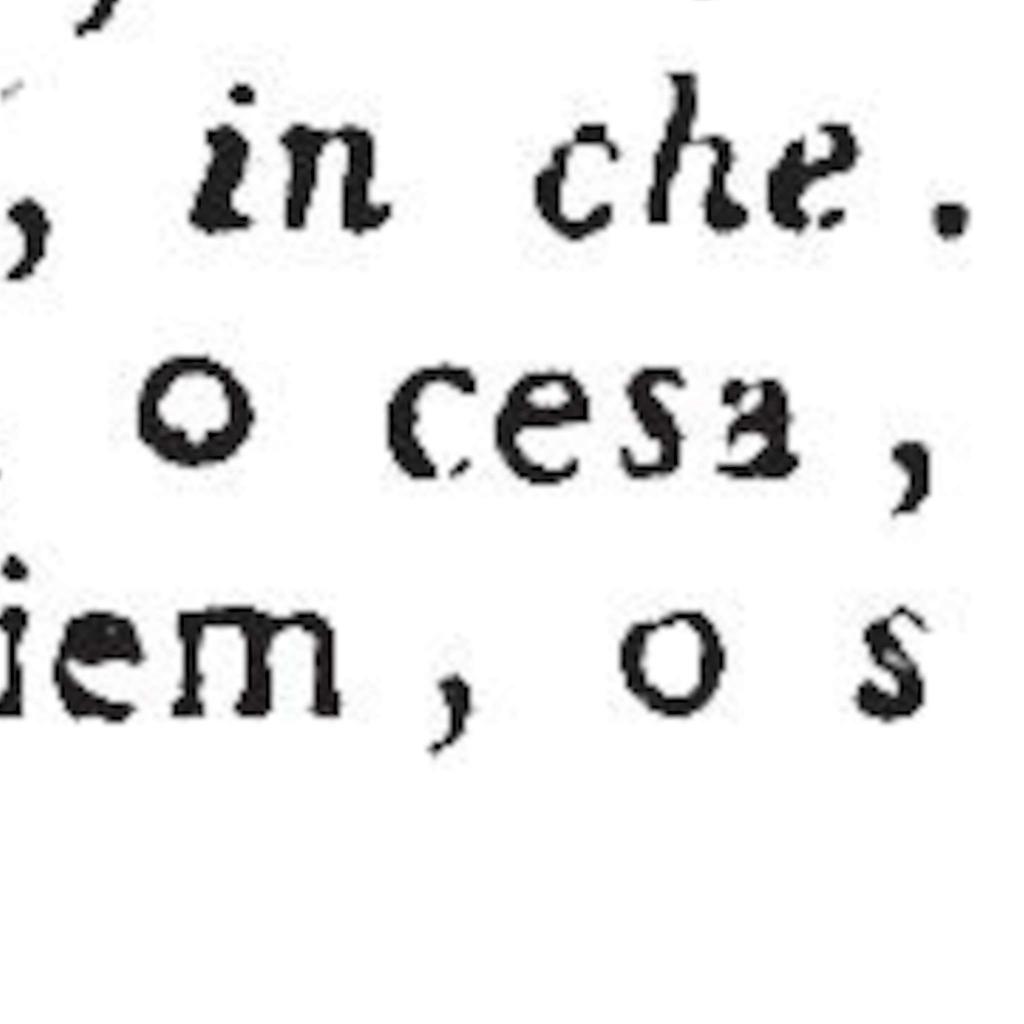 , in che.
o cesa,
iem, o s